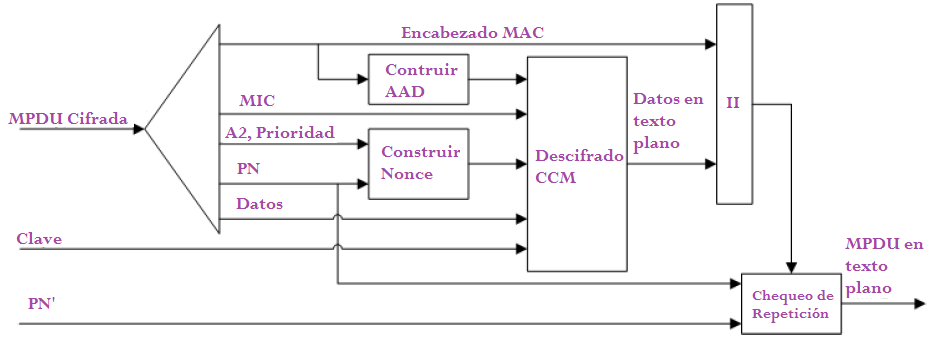 Encabezado MAC
Contruir
AAD
MIC
MPDU Cifrada
A2, Prioridad
Construir
Nonce
PN
Datos
Descifrado
CCM
Datos en
texto
plano
II
Clave
MPDU en
texto
plano
PN'
Chequeo de
Repetición